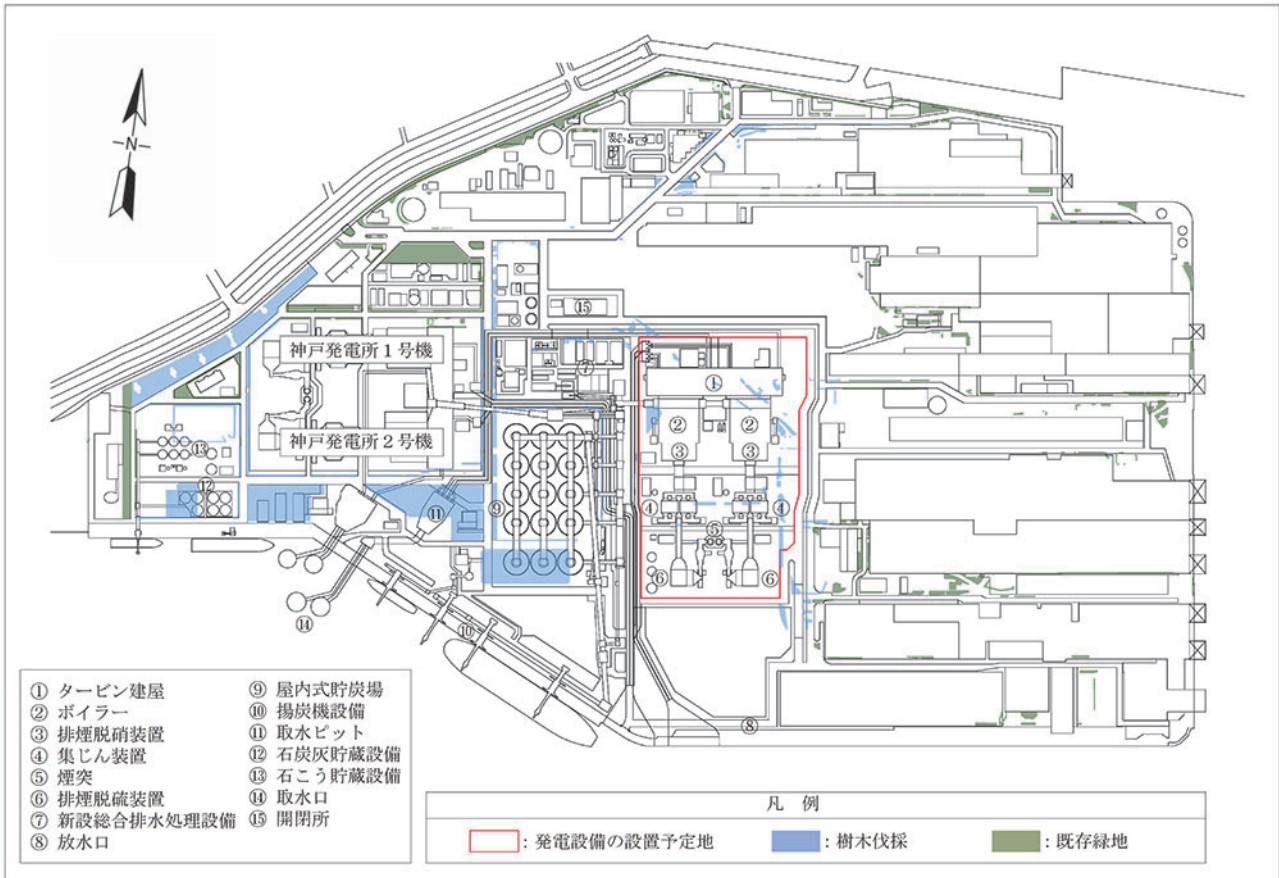 N
⑮
神戸発電所1号機
⑦
①
②
②
神戸発電所2号機
③
③
⑬
⑫
⑨
④
④
⑪
⑤
⑥
⑥
⑭
⑩
⑧
① タービン建屋
② ボイラー
③ 排煙脱硝装置
④ 集じん装置
⑤ 煙突
⑥ 排煙脱硫装置
⑦ 新設総合排水処理設備
⑧ 放水口
⑨ 屋内式貯炭場
⑩ 揚炭機設備
⑪ 取水ピット
⑫ 石炭灰貯蔵設備
⑬ 石こう貯蔵設備
⑭ 取水口
⑮ 開閉所
凡 例
：発電設備の設置予定地
：樹木伐採
：既存緑地